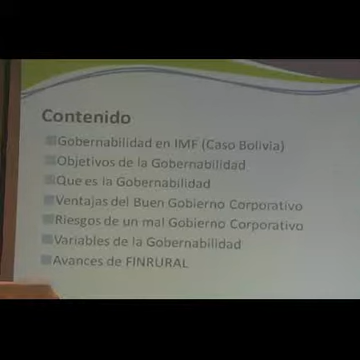 Contenido
Gobernabilidad en IMF (Caso Bolivia)
Objetivos de la Gobernabilidad
Que es la Gobernabilidad
Ventajas del Buen Gobierno Corporativo
Riesgos de un mal Gobierno Corporativo
Variables de la Gobernabilidad
Avances de FINRURAL